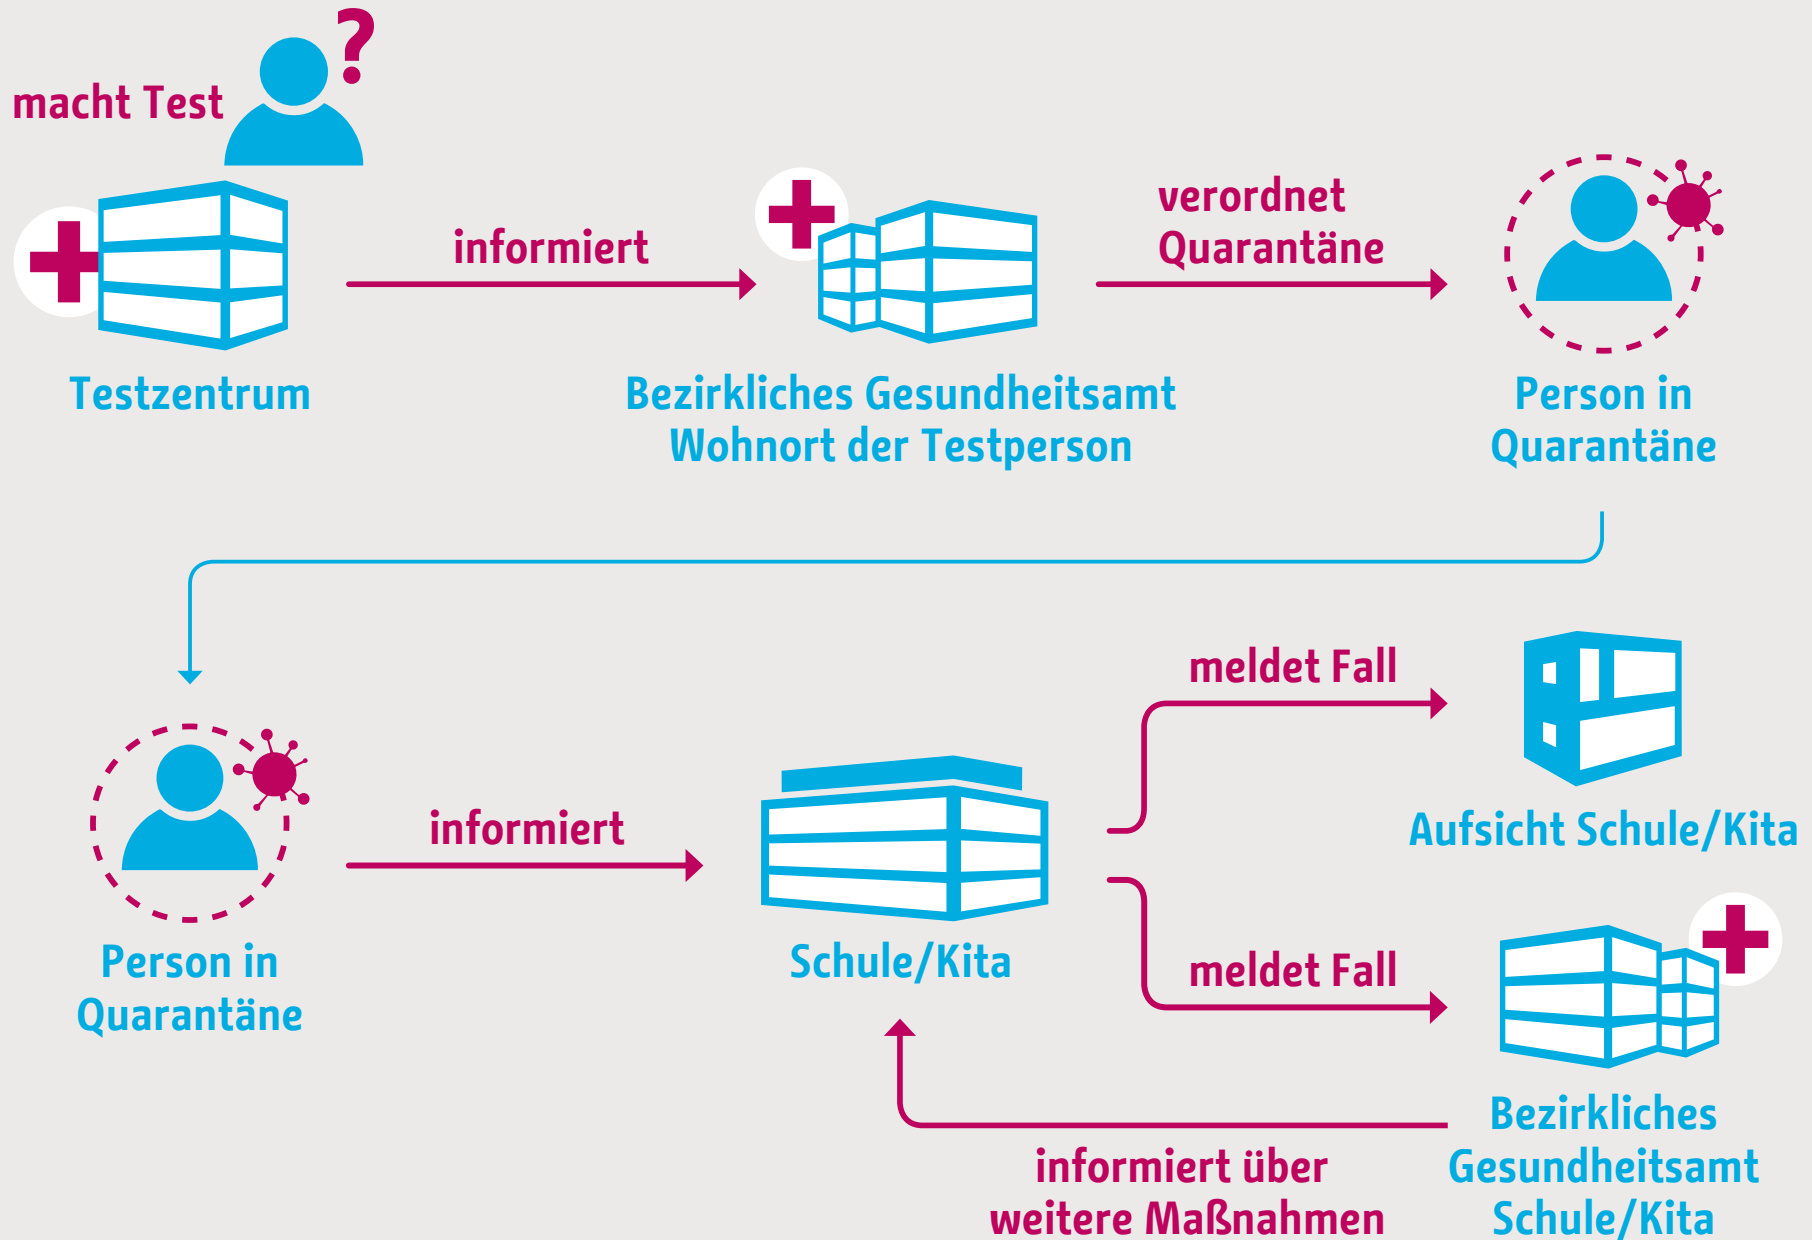 ?
macht Test
informiert
verordnet
Quarantäne
Testzentrum
Bezirkliches Gesundheitsamt
Wohnort der Testperson
Person in
Quarantäne
meldet Fall
informiert
Aufsicht Schule/Kita
Person in
Quarantäne
Schule/Kita
meldet Fall
informiert über
weitere Maßnahmen
Bezirkliches
Gesundheitsamt
Schule/Kita